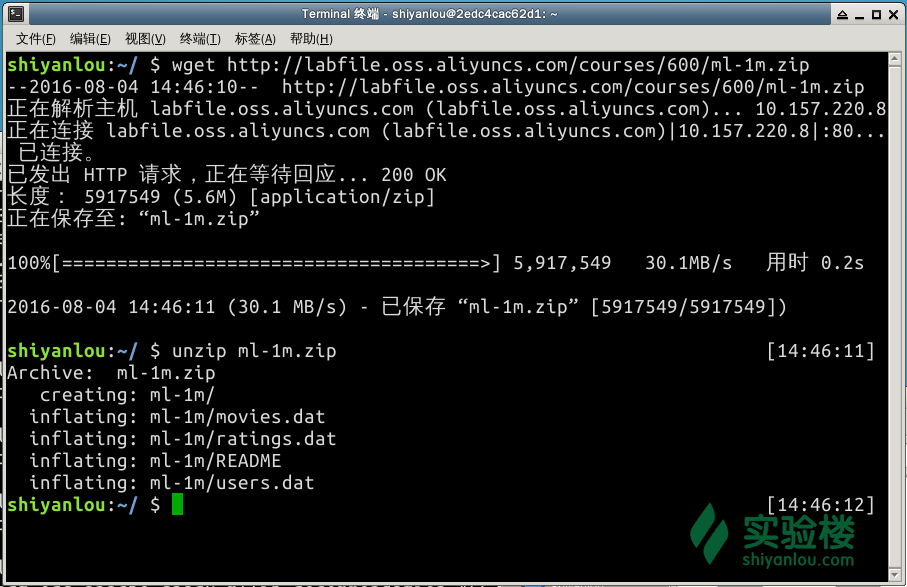 Terminal 终端 - shiyanlou@2edc4cac62d1: ~
文件(F) 编辑(E) 视图(V) 终端(T) 标签(A) 帮助(H)
shiyanlou:~/ $ wget http://labfile.oss.aliyuncs.com/courses/600/ml-1m.zip
--2016-08-04 14:46:10--  http://labfile.oss.aliyuncs.com/courses/600/ml-1m.zip
正在解析主机 labfile.oss.aliyuncs.com (labfile.oss.aliyuncs.com)... 10.157.220.8
正在连接 labfile.oss.aliyuncs.com (labfile.oss.aliyuncs.com)|10.157.220.8|:80...
已连接。
已发出 HTTP 请求，正在等待回应... 200 OK
长度： 5917549 (5.6M) [application/zip]
正在保存至: “ml-1m.zip”
100%[======================================>] 5,917,549   30.1MB/s   用时 0.2s
2016-08-04 14:46:11 (30.1 MB/s) - 已保存 “ml-1m.zip” [5917549/5917549])
shiyanlou:~/ $ unzip ml-1m.zip [14:46:11]
Archive:  ml-1m.zip
creating: ml-1m/
inflating: ml-1m/movies.dat
inflating: ml-1m/ratings.dat
inflating: ml-1m/README
inflating: ml-1m/users.dat
shiyanlou:~/ $ [14:46:12]
实验楼
shiyanlou.com